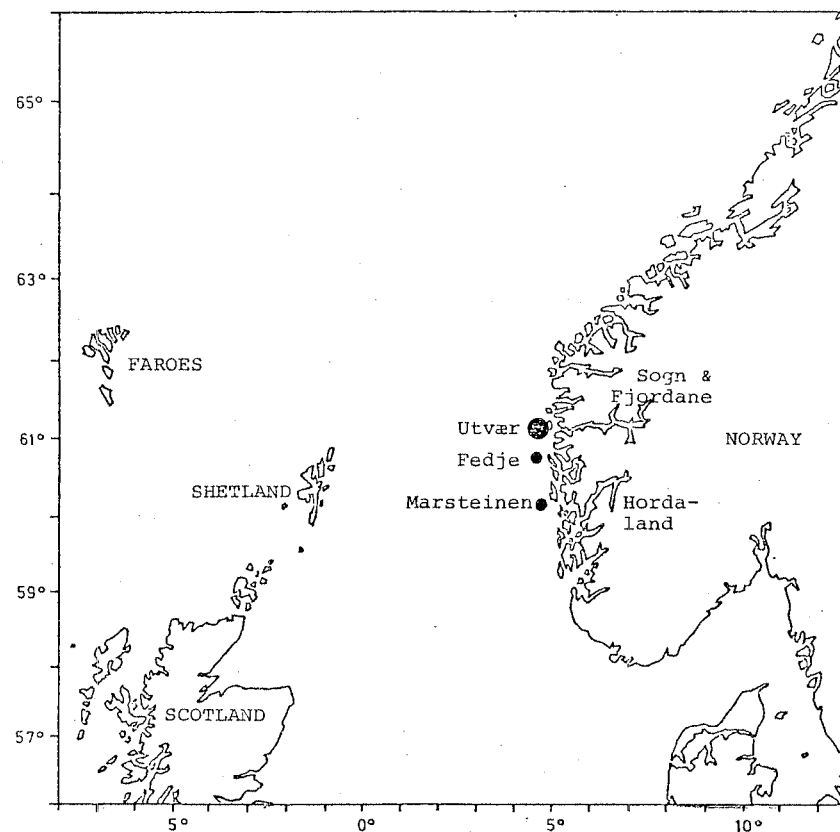 65°
63°
FAROES
Sogn &
Fjordane
Utvær
61°
NORWAY
Fedje
SHETLAND
Marsteinen
Horda-
land
59°
SCOTLAND
57°
5°
0°
5°
10°